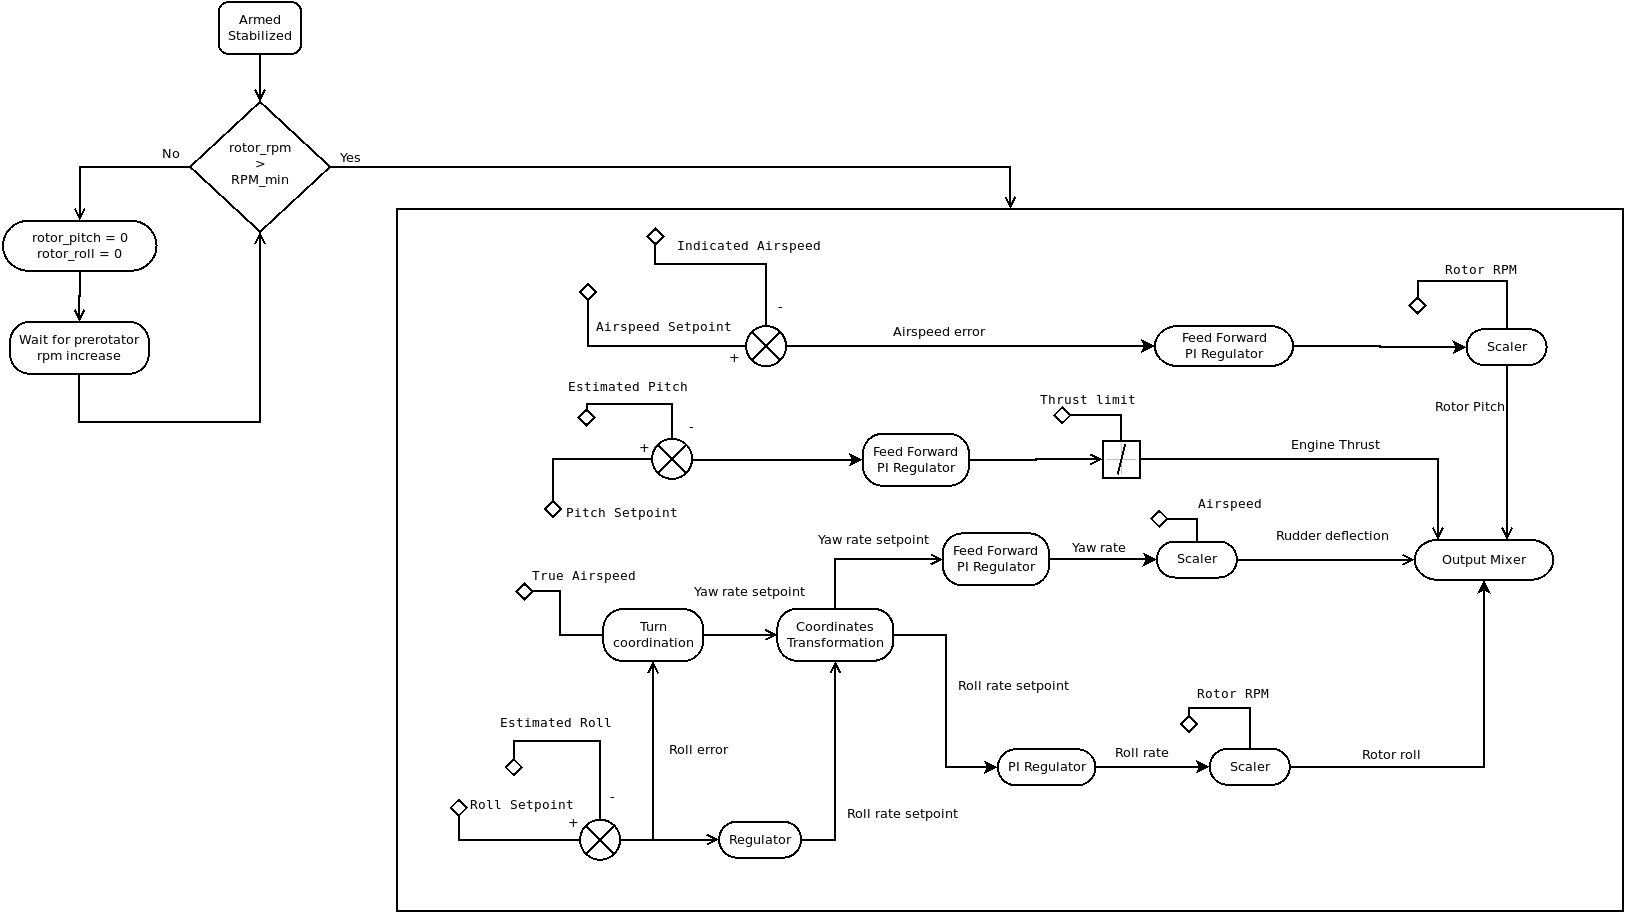 Armed
Stabilized
rotor_rpm
>
RPM_min
No
Yes
rotor_pitch = 0
rotor_roll = 0
Wait for prerotator
rpm increase
Indicated Airspeed
-
Airspeed Setpoint
+
Airspeed error
Feed Forward
PI Regulator
Rotor RPM
Scaler
Rotor Pitch
Estimated Pitch
-
+
Pitch Setpoint
Feed Forward
PI Regulator
Thrust limit
Engine Thrust
Airspeed
Yaw rate setpoint
Feed Forward
PI Regulator
Yaw rate
Scaler
Rudder deflection
Output Mixer
True Airspeed
Yaw rate setpoint
Turn
coordination
Coordinates
Transformation
Roll rate setpoint
Rotor RPM
Estimated Roll
Roll error
PI Regulator
Roll rate
Scaler
Rotor roll
-
Roll Setpoint
+
Regulator
Roll rate setpoint